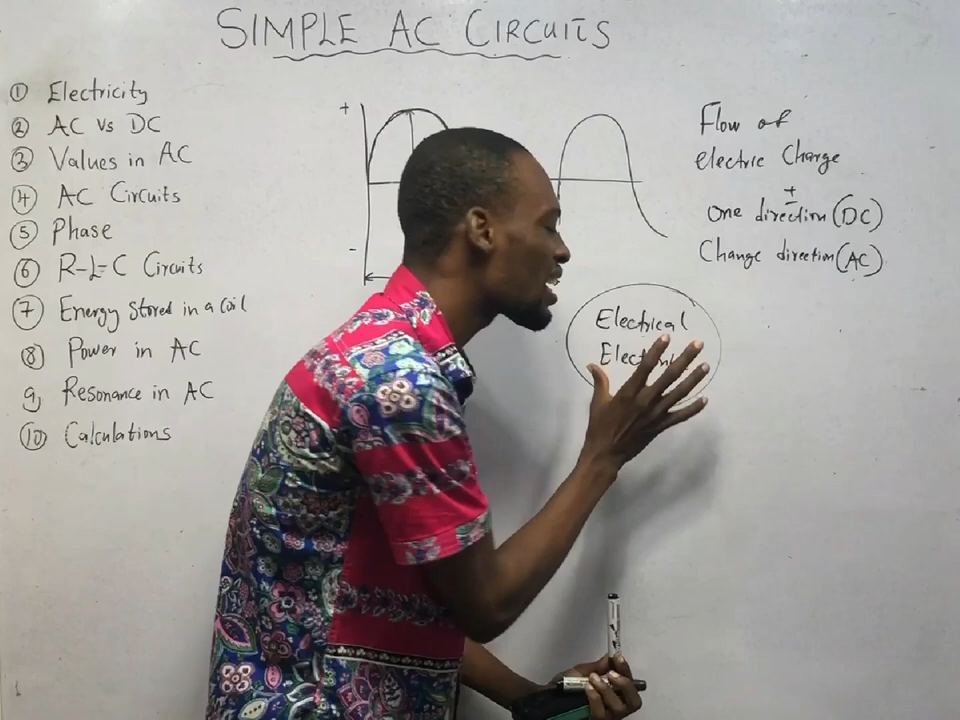 SIMPLE AC CIRCUITS
① Electricity
② AC Vs DC
③ Values in AC
④ AC Circuits
⑤ Phase
⑥ R-L-C Circuits
⑦ Energy stored in a coil
⑧ Power in AC
9) Resonance in AC
⑩ Calculations
+
-
Flow of
electric Charge
±
One direction (DC)
Change direction (AC)
Electrical